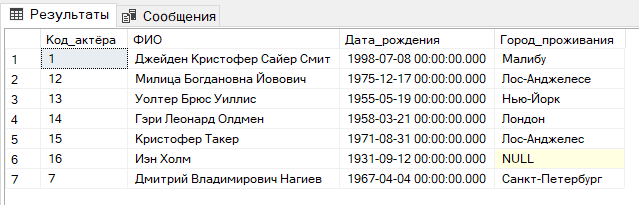 Результаты Сообщения
Код_актёра ФИО Дата_рождения Город_проживания
1 1 Джейден Кристофер Сайер Смит 1998-07-08 00:00:00.000 Малибу
2 12 Милица Богдановна Йовович 1975-12-17 00:00:00.000 Лос-Анджелесе
3 13 Уолтер Брюс Уиллис 1955-05-19 00:00:00.000 Нью-Йорк
4 14 Гэри Леонард Олдмен 1958-03-21 00:00:00.000 Лондон
5 15 Кристофер Такер 1971-08-31 00:00:00.000 Лос-Анджелес
6 16 Иэн Холм 1931-09-12 00:00:00.000 NULL
7 7 Дмитрий Владимирович Нагиев 1967-04-04 00:00:00.000 Санкт-Петербург